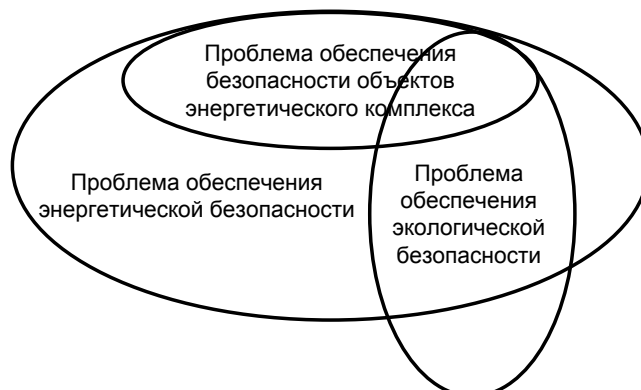 Проблема обеспечения
безопасности объектов
энергетического комплекса
Проблема обеспечения
энергетической безопасности
Проблема
обеспечения
экологической
безопасности